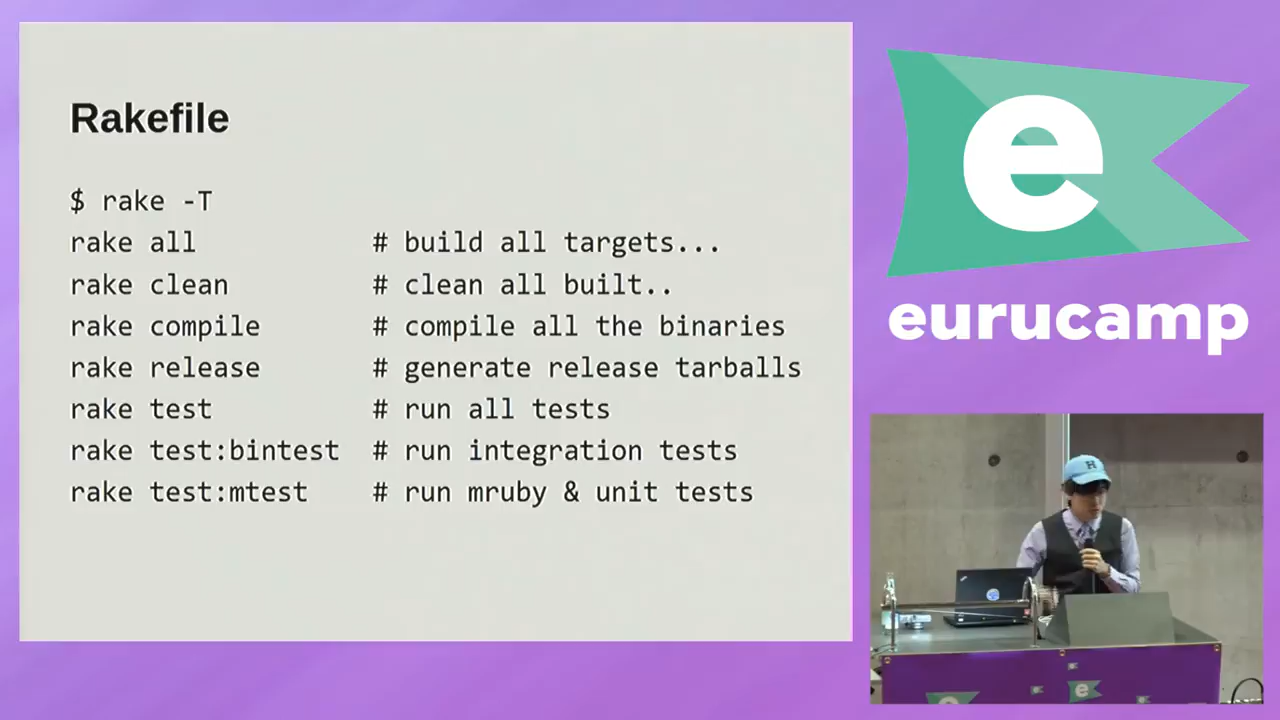 Rakefile
$ rake -T
rake all # build all targets...
rake clean # clean all built..
rake compile # compile all the binaries
rake release # generate release tarballs
rake test # run all tests
rake test:bintest # run integration tests
rake test:mtest # run mruby & unit tests
e
eurucamp
H
e